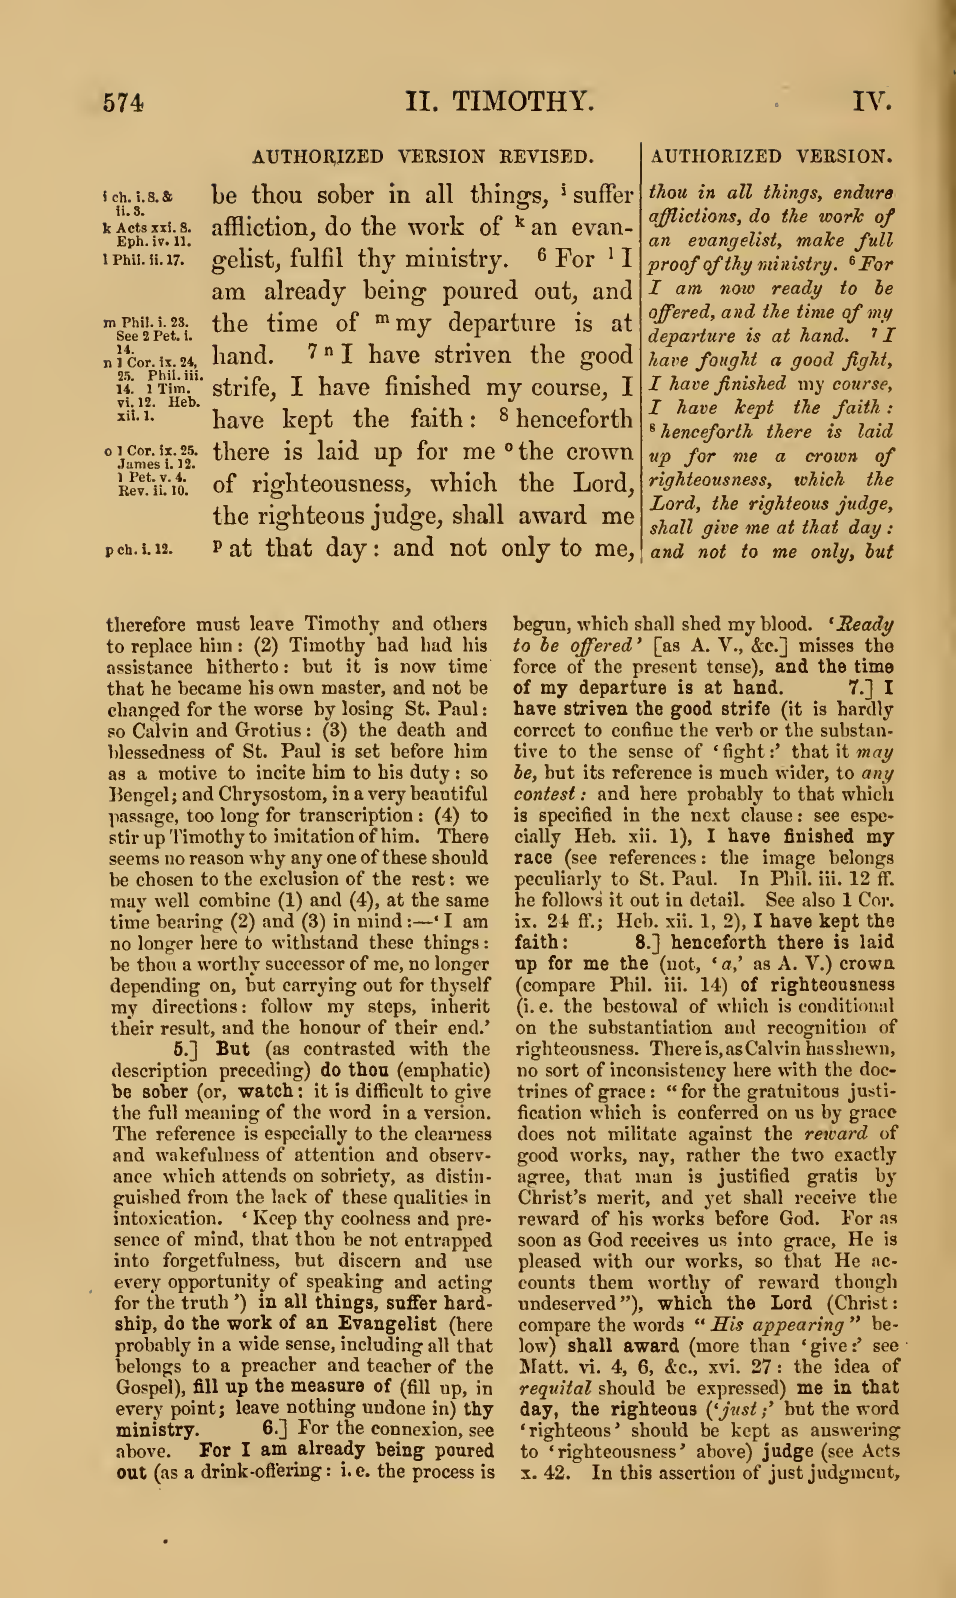 574
II. TIMOTHY.
IV.
AUTHORIZED VERSION REVISED.
i ch. i. 8. &
ii. 3.
k Acts xxi. 8.
Eph. iv. 11.
l Phil. ii. 17.
m Phil. i. 23.
See 2 Pet. i.
14.
n 1 Cor. ix. 24,
25. Phil. iii.
14. 1 Tim.
vi. 12. Heb.
xii. 1.
o 1 Cor. ix. 25.
James i. 12.
1 Pet. v. 4.
Rev. ii. 10.
p ch. i. 12.
be thou sober in all things, i suffer
affliction, do the work of k an evan-
gelist, fulfil thy ministry. 6 For l I
am already being poured out, and
the time of m my departure is at
hand. 7 n I have striven the good
strife, I have finished my course, I
have kept the faith: 8 henceforth
there is laid up for me o the crown
of righteousness, which the Lord,
the righteous judge, shall award me
p at that day: and not only to me,
AUTHORIZED VERSION.
thou in all things, endure
afflictions, do the work of
an evangelist, make full
proof of thy ministry. 6 For
I am now ready to be
offered, and the time of my
departure is at hand. 7 I
have fought a good fight,
I have finished my course,
I have kept the faith:
8 henceforth there is laid
up for me a crown of
righteousness, which the
Lord, the righteous judge,
shall give me at that day:
and not to me only, but
therefore must leave Timothy and others
to replace him: (2) Timothy had had his
assistance hitherto: but it is now time
that he became his own master, and not be
changed for the worse by losing St. Paul:
so Calvin and Grotius: (3) the death and
blessedness of St. Paul is set before him
as a motive to incite him to his duty: so
Bengel; and Chrysostom, in a very beautiful
passage, too long for transcription: (4) to
stir up Timothy to imitation of him. There
seems no reason why any one of these should
be chosen to the exclusion of the rest: we
may well combine (1) and (4), at the same
time bearing (2) and (3) in mind:—‘I am
no longer here to withstand these things:
be thou a worthy successor of me, no longer
depending on, but carrying out for thyself
my directions: follow my steps, inherit
their result, and the honour of their end.’
5.] But (as contrasted with the
description preceding) do thou (emphatic)
be sober (or, watch: it is difficult to give
the full meaning of the word in a version.
The reference is especially to the clearness
and wakefulness of attention and observ-
ance which attends on sobriety, as distin-
guished from the lack of these qualities in
intoxication. ‘Keep thy coolness and pre-
sence of mind, that thou be not entrapped
into forgetfulness, but discern and use
every opportunity of speaking and acting
for the truth’) in all things, suffer hard-
ship, do the work of an Evangelist (here
probably in a wide sense, including all that
belongs to a preacher and teacher of the
Gospel), fill up the measure of (fill up, in
every point; leave nothing undone in) thy
ministry. 6.] For the connexion, see
above. For I am already being poured
out (as a drink-offering: i. e. the process is
begun, which shall shed my blood. ‘Ready
to be offered’ [as A. V., &c.] misses the
force of the present tense), and the time
of my departure is at hand. 7.] I
have striven the good strife (it is hardly
correct to confine the verb or the substan-
tive to the sense of ‘fight:’ that it may
be, but its reference is much wider, to any
contest: and here probably to that which
is specified in the next clause: see espe-
cially Heb. xii. 1), I have finished my
race (see references: the image belongs
peculiarly to St. Paul. In Phil. iii. 12 ff.
he follows it out in detail. See also 1 Cor.
ix. 24 ff.; Heb. xii. 1, 2), I have kept the
faith: 8.] henceforth there is laid
up for me the (not, ‘a,’ as A. V.) crown
(compare Phil. iii. 14) of righteousness
(i. e. the bestowal of which is conditional
on the substantiation and recognition of
righteousness. There is, as Calvin has shewn,
no sort of inconsistency here with the doc-
trines of grace: “for the gratuitous justi-
fication which is conferred on us by grace
does not militate against the reward of
good works, nay, rather the two exactly
agree, that man is justified gratis by
Christ’s merit, and yet shall receive the
reward of his works before God. For as
soon as God receives us into grace, He is
pleased with our works, so that He ac-
counts them worthy of reward though
undeserved”), which the Lord (Christ:
compare the words “His appearing” be-
low) shall award (more than ‘give:’ see
Matt. vi. 4, 6, &c., xvi. 27: the idea of
requital should be expressed) me in that
day, the righteous (‘just;’ but the word
‘righteous’ should be kept as answering
to ‘righteousness’ above) judge (see Acts
x. 42. In this assertion of just judgment,